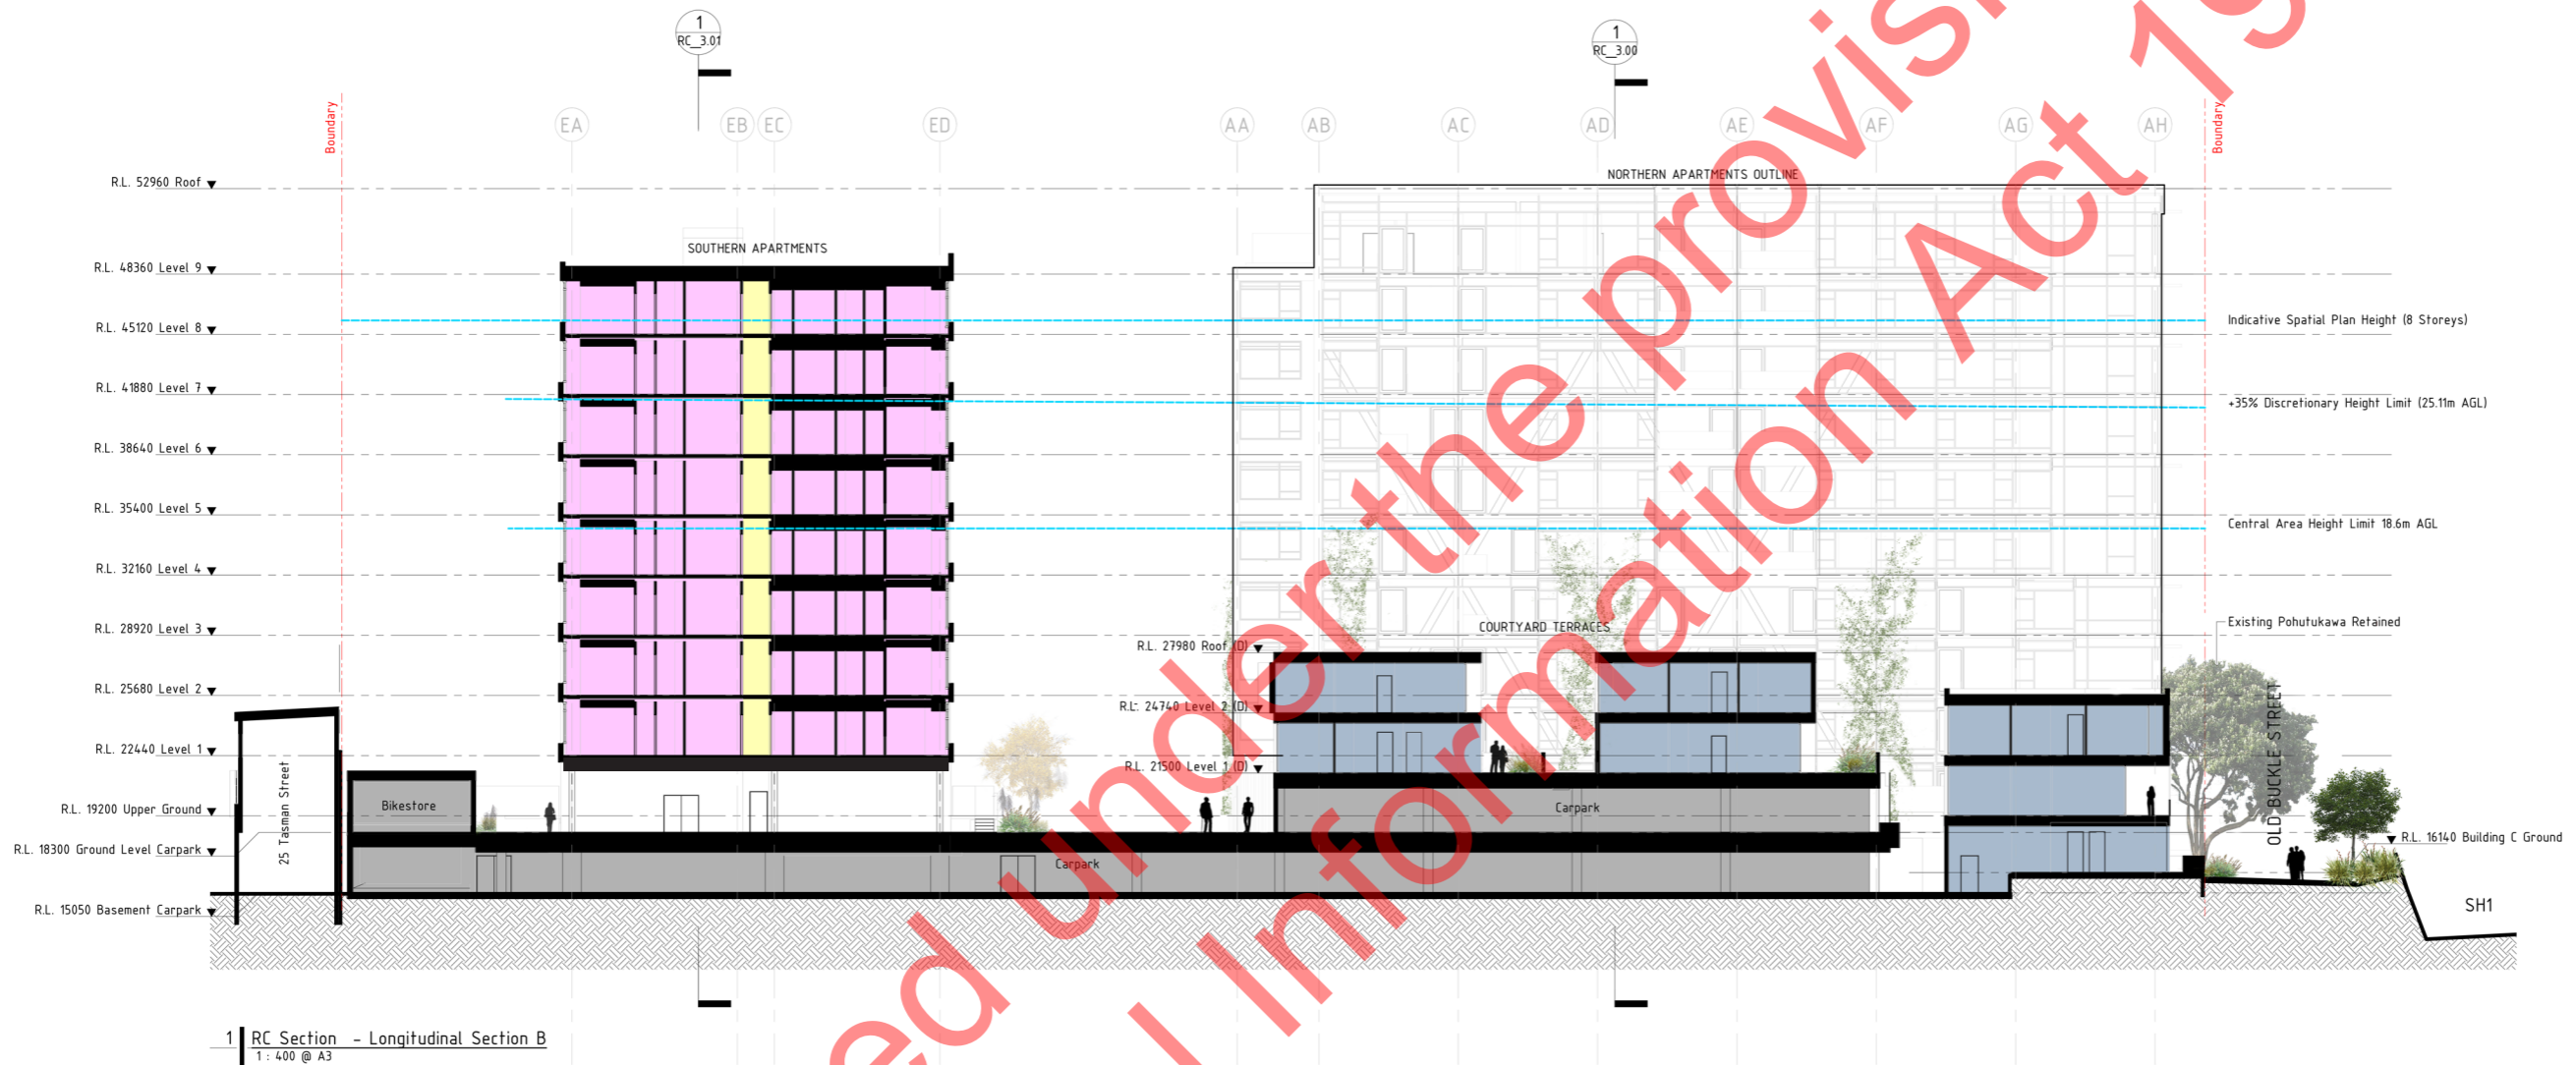 1
RC_3.01
1
RC_3.00
Boundary
EA
EB
EC
ED
AA
AB
AC
AD
AE
AF
AG
AH
Boundary
R.L. 52960 Roof
NORTHERN APARTMENTS OUTLINE
SOUTHERN APARTMENTS
R.L. 48360 Level 9
R.L. 45120 Level 8
Indicative Spatial Plan Height (8 Storeys)
R.L. 41880 Level 7
+35% Discretionary Height Limit (25.11m AGL)
R.L. 38640 Level 6
R.L. 35400 Level 5
Central Area Height Limit 18.6m AGL
R.L. 32160 Level 4
R.L. 28920 Level 3
COURTYARD TERRACES
Existing Pohutukawa Retained
R.L. 27980 Roof (D)
R.L. 25680 Level 2
R.L. 24740 Level 2 (D)
R.L. 22440 Level 1
R.L. 21500 Level 1 (D)
25 Tasman Street
Bikestore
Carpark
OLD BUCKLE STREET
R.L. 19200 Upper Ground
R.L. 18300 Ground Level Carpark
Carpark
R.L. 16140 Building C Ground
R.L. 15050 Basement Carpark
SH1
1
RC Section - Longitudinal Section B
1 : 400 @ A3
under the
Information Act